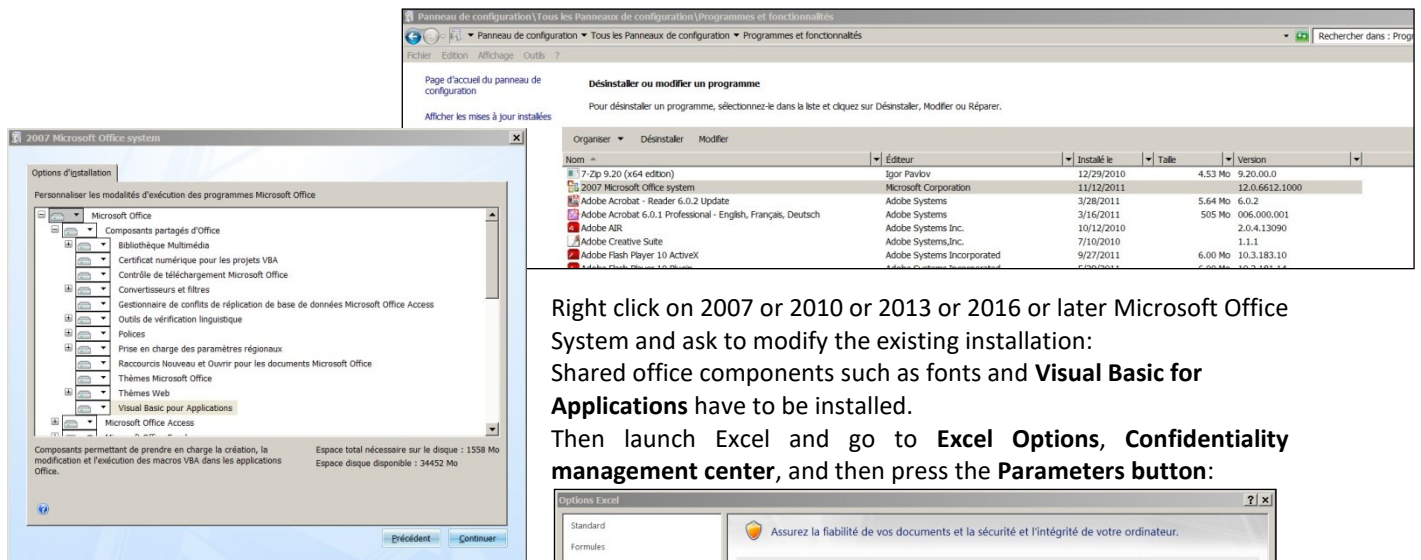 Panneau de configuration\Tous les Panneaux de configuration\Programmes et fonctionnalités
Panneau de configuration Tous les Panneaux de configuration Programmes et fonctionnalités Rechercher dans : Progr
Fichier Edition Affichage Outils ?
Page d'accueil du panneau de configuration
Afficher les mises à jour installées
Désinstaller ou modifier un programme
Pour désinstaller un programme, sélectionnez-le dans la liste et cliquez sur Désinstaller, Modifier ou Réparer.
Organiser Désinstaller Modifier
Nom Éditeur Installé le Taille Version
7-Zip 9.20 (x64 edition) Igor Pavlov 12/29/2010 4.53 Mo 9.20.00.0
2007 Microsoft Office system Microsoft Corporation 11/12/2011 12.0.6612.1000
Adobe Acrobat - Reader 6.0.2 Update Adobe Systems 3/28/2011 5.64 Mo 6.0.2
Adobe Acrobat 6.0.1 Professional - English, Français, Deutsch Adobe Systems 3/16/2011 505 Mo 006.000.001
Adobe AIR Adobe Systems Inc. 10/12/2010 2.0.4.13090
Adobe Creative Suite Adobe Systems,Inc. 7/10/2010 1.1.1
Adobe Flash Player 10 ActiveX Adobe Systems Incorporated 9/27/2011 6.00 Mo 10.3.183.10
2007 Microsoft Office system
Options d'installation
Personnaliser les modalités d'exécution des programmes Microsoft Office
Microsoft Office
Composants partagés d'Office
Bibliothèque Multimédia
Certificat numérique pour les projets VBA
Contrôle de téléchargement Microsoft Office
Convertisseurs et filtres
Gestionnaire de conflits de réplication de base de données Microsoft Office Access
Outils de vérification linguistique
Polices
Prise en charge des paramètres régionaux
Raccourcis Nouveau et Ouvrir pour les documents Microsoft Office
Thèmes Microsoft Office
Thèmes Web
Visual Basic pour Applications
Microsoft Office Access
Composants permettant de prendre en charge la création, la
modification et l'exécution des macros VBA dans les applications
Office.
Espace total nécessaire sur le disque : 1558 Mo
Espace disque disponible : 34452 Mo
Précédent Continuer
Right click on 2007 or 2010 or 2013 or 2016 or later Microsoft Office
System and ask to modify the existing installation:
Shared office components such as fonts and Visual Basic for
Applications have to be installed.
Then launch Excel and go to Excel Options, Confidentiality
management center, and then press the Parameters button:
Options Excel
Standard
Formules
Assurez la fiabilité de vos documents et la sécurité et l'intégrité de votre ordinateur.